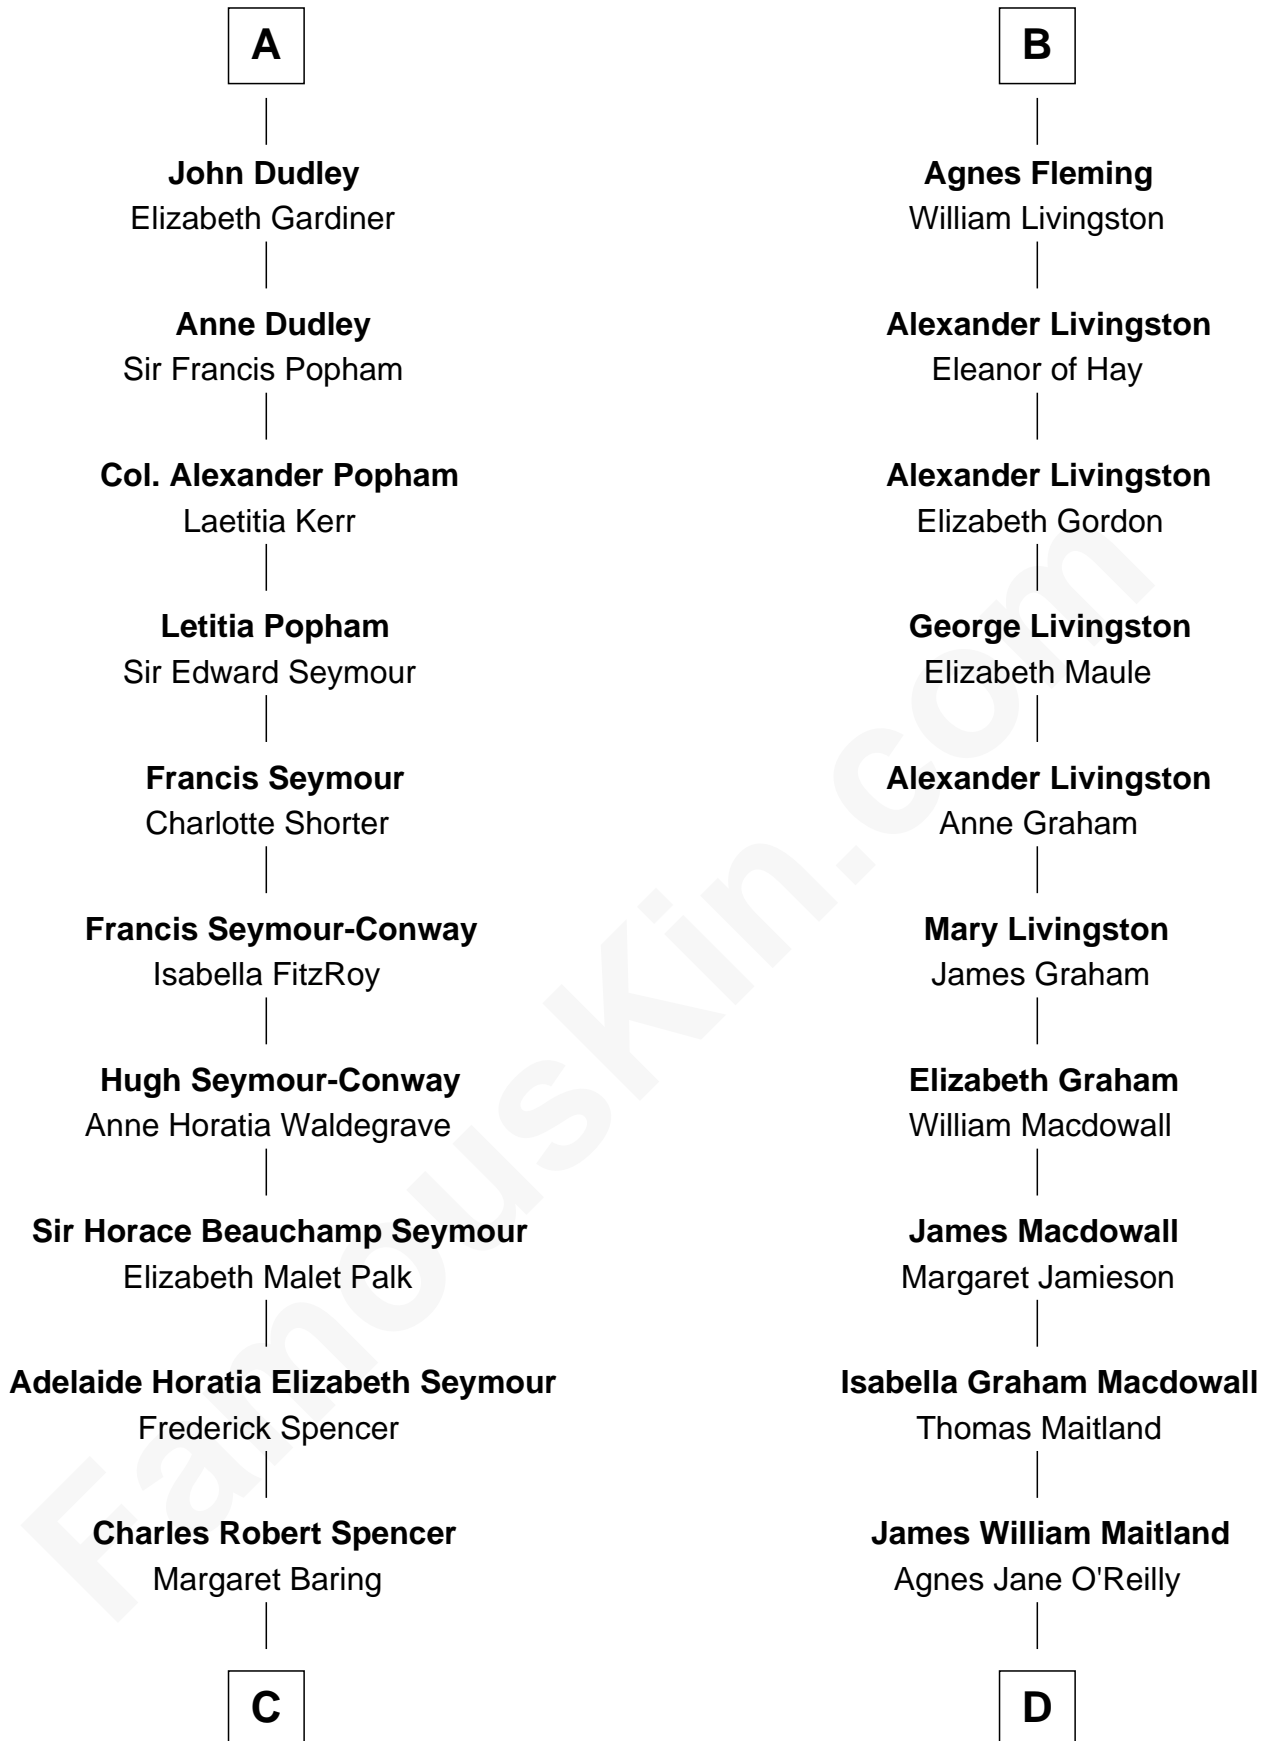 A
John Dudley
Elizabeth Gardiner
Anne Dudley
Sir Francis Popham
Col. Alexander Popham
Laetitia Kerr
Letitia Popham
Sir Edward Seymour
Francis Seymour
Charlotte Shorter
Francis Seymour-Conway
Isabella FitzRoy
Hugh Seymour-Conway
Anne Horatia Waldegrave
Sir Horace Beauchamp Seymour
Elizabeth Malet Palk
Adelaide Horatia Elizabeth Seymour
Frederick Spencer
Charles Robert Spencer
Margaret Baring
C
B
Agnes Fleming
William Livingston
Alexander Livingston
Eleanor of Hay
Alexander Livingston
Elizabeth Gordon
George Livingston
Elizabeth Maule
Alexander Livingston
Anne Graham
Mary Livingston
James Graham
Elizabeth Graham
William Macdowall
James Macdowall
Margaret Jamieson
Isabella Graham Macdowall
Thomas Maitland
James William Maitland
Agnes Jane O'Reilly
D
FamousKin.com